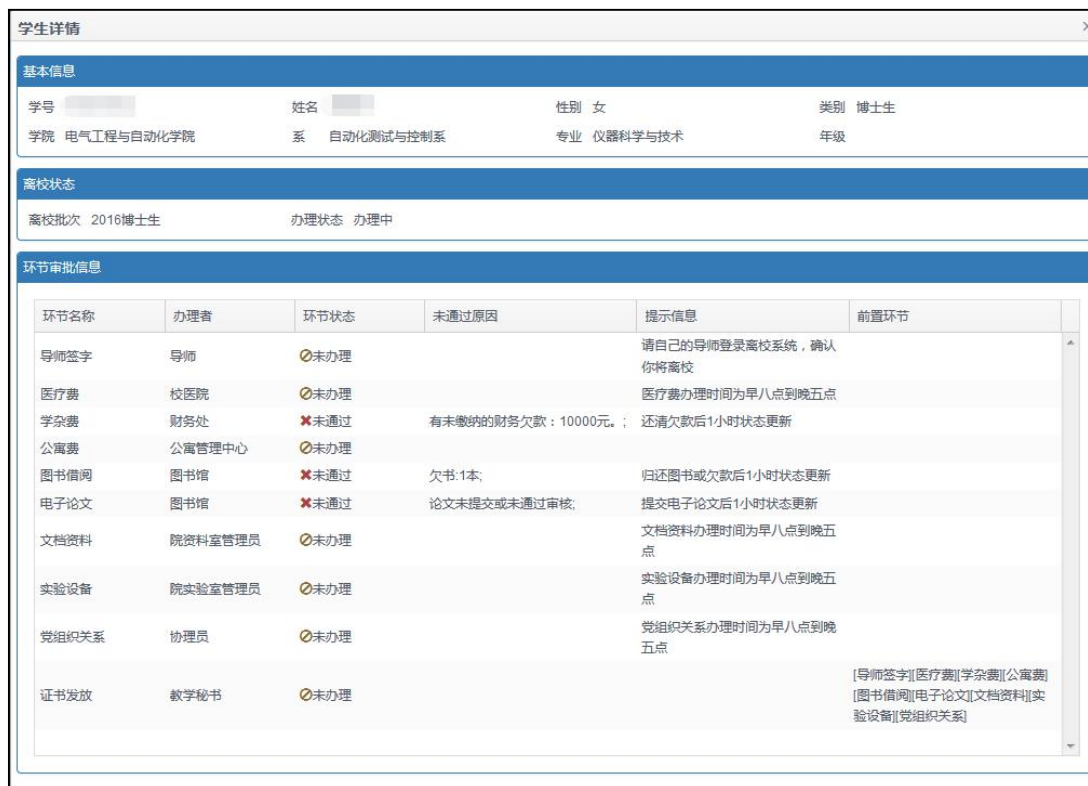 学生详情
基本信息
学号 姓名 性别 女 类别 博士生
学院 电气工程与自动化学院 系 自动化测试与控制系 专业 仪器科学与技术 年级
离校状态
离校批次 2016博士生 办理状态 办理中
环节审批信息
环节名称 办理者 环节状态 未通过原因 提示信息 前置环节
导师签字 导师 未办理 请自己的导师登录离校系统，确认
你将离校
医疗费 校医院 未办理 医疗费办理时间为早八点到晚五点
学杂费 财务处 未通过 有未缴纳的财务欠款：10000元。; 还清欠款后1小时状态更新
公寓费 公寓管理中心 未办理
图书借阅 图书馆 未通过 欠书:1本; 归还图书或欠款后1小时状态更新
电子论文 图书馆 未通过 论文未提交或未通过审核; 提交电子论文后1小时状态更新
文档资料 院资料室管理员 未办理 文档资料办理时间为早八点到晚五
点
实验设备 院实验室管理员 未办理 实验设备办理时间为早八点到晚五
点
党组织关系 协理员 未办理 党组织关系办理时间为早八点到晚
五点
证书发放 教学秘书 未办理 [导师签字][医疗费][学杂费][公寓费]
[图书借阅][电子论文][文档资料][实
验设备][党组织关系]